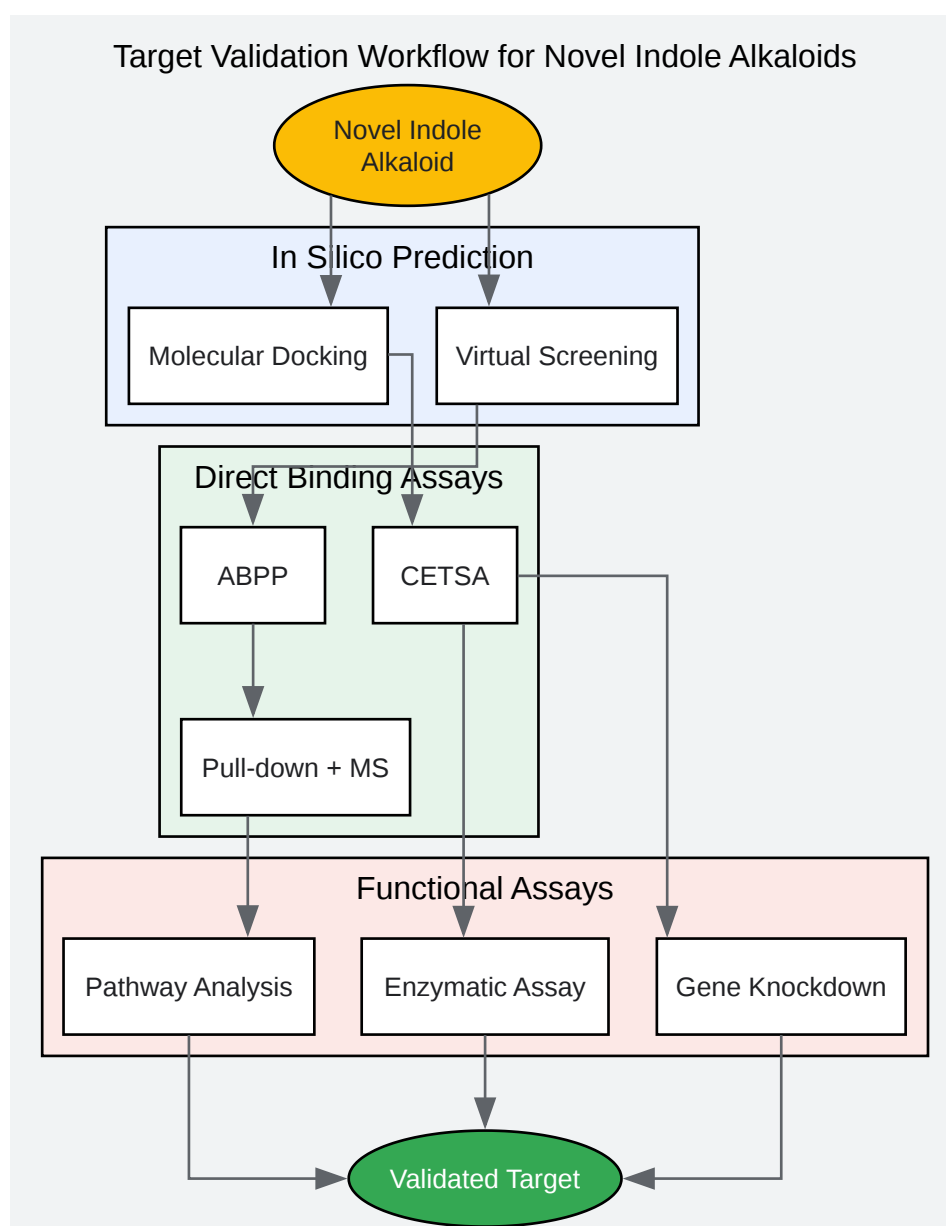 Target Validation Workflow for Novel Indole Alkaloids
Novel Indole
Alkaloid
In Silico Prediction
Molecular Docking
Virtual Screening
Direct Binding Assays
ABPP
CETSA
Pull-down + MS
Functional Assays
Pathway Analysis
Enzymatic Assay
Gene Knockdown
Validated Target